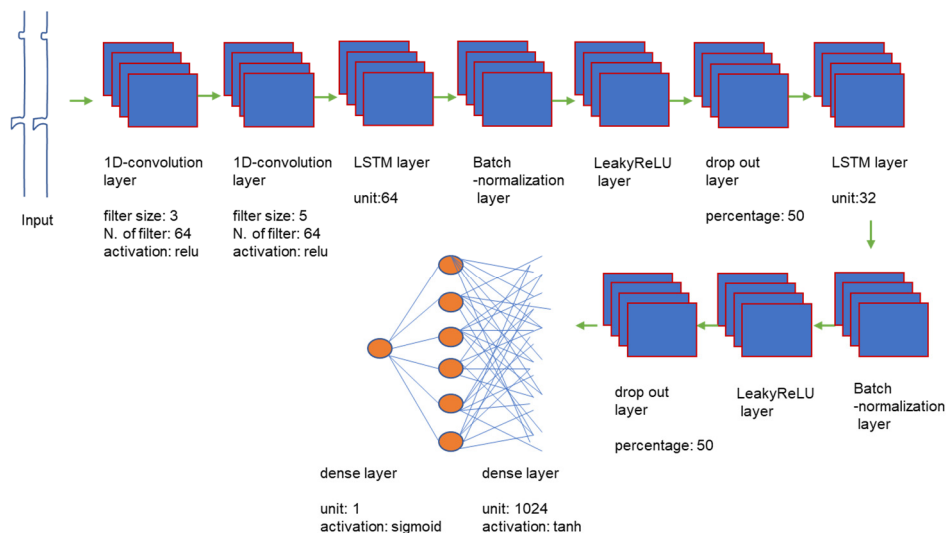 Input
1D-convolution
layer
filter size: 3
N. of filter: 64
activation: relu
1D-convolution
layer
filter size: 5
N. of filter: 64
activation: relu
LSTM layer
unit:64
Batch
-normalization
layer
LeakyReLU
layer
drop out
layer
percentage: 50
LSTM layer
unit:32
Batch
-normalization
layer
LeakyReLU
layer
drop out
layer
percentage: 50
dense layer
unit: 1024
activation: tanh
dense layer
unit: 1
activation: sigmoid